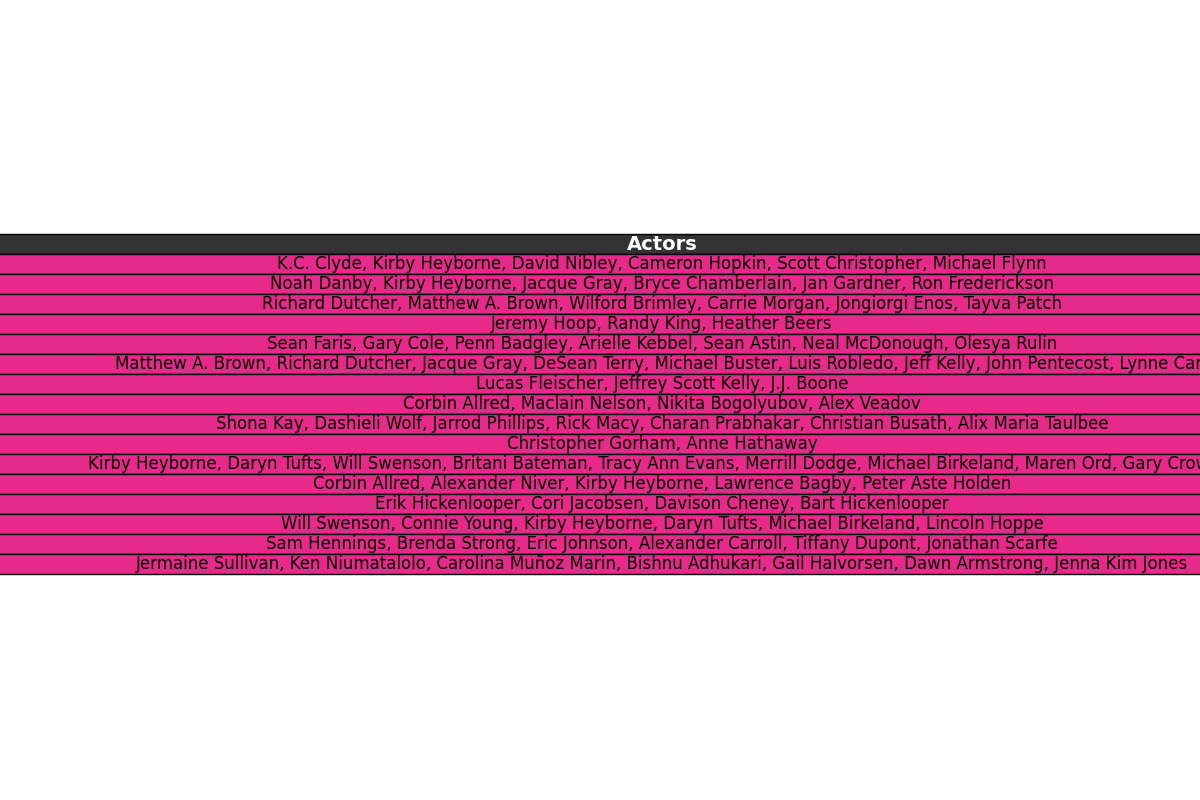 Actors
K.C. Clyde, Kirby Heyborne, David Nibley, Cameron Hopkin, Scott Christopher, Michael Flynn
Noah Danby, Kirby Heyborne, Jacque Gray, Bryce Chamberlain, Jan Gardner, Ron Frederickson
Richard Dutcher, Matthew A. Brown, Wilford Brimley, Carrie Morgan, Jongiorgi Enos, Tayva Patch
Jeremy Hoop, Randy King, Heather Beers
Sean Faris, Gary Cole, Penn Badgley, Arielle Kebbel, Sean Astin, Neal McDonough, Olesya Rulin
Matthew A. Brown, Richard Dutcher, Jacque Gray, DeSean Terry, Michael Buster, Luis Robledo, Jeff Kelly, John Pentecost, Lynne
Lucas Fleischer, Jeffrey Scott Kelly, J.J. Boone
Corbin Allred, Maclain Nelson, Nikita Bogolyubov, Alex Veadov
Shona Kay, Dashieli Wolf, Jarrod Phillips, Rick Macy, Charan Prabhakar, Christian Busath, Alix Maria Taulbee
Christopher Gorham, Anne Hathaway
Kirby Heyborne, Daryn Tufts, Will Swenson, Britani Bateman, Tracy Ann Evans, Merrill Dodge, Michael Birkeland, Maren Ord, Gary
Corbin Allred, Alexander Niver, Kirby Heyborne, Lawrence Bagby, Peter Aste Holden
Erik Hickenlooper, Cori Jacobsen, Davison Cheney, Bart Hickenlooper
Will Swenson, Connie Young, Kirby Heyborne, Daryn Tufts, Michael Birkeland, Lincoln Hoppe
Sam Hennings, Brenda Strong, Eric Johnson, Alexander Carroll, Tiffany Dupont, Jonathan Scarfe
Jermaine Sullivan, Ken Niumatalolo, Carolina Muñoz Marin, Bishnu Adhukari, Gail Halvorsen, Dawn Armstrong, Jenna Kim Jones